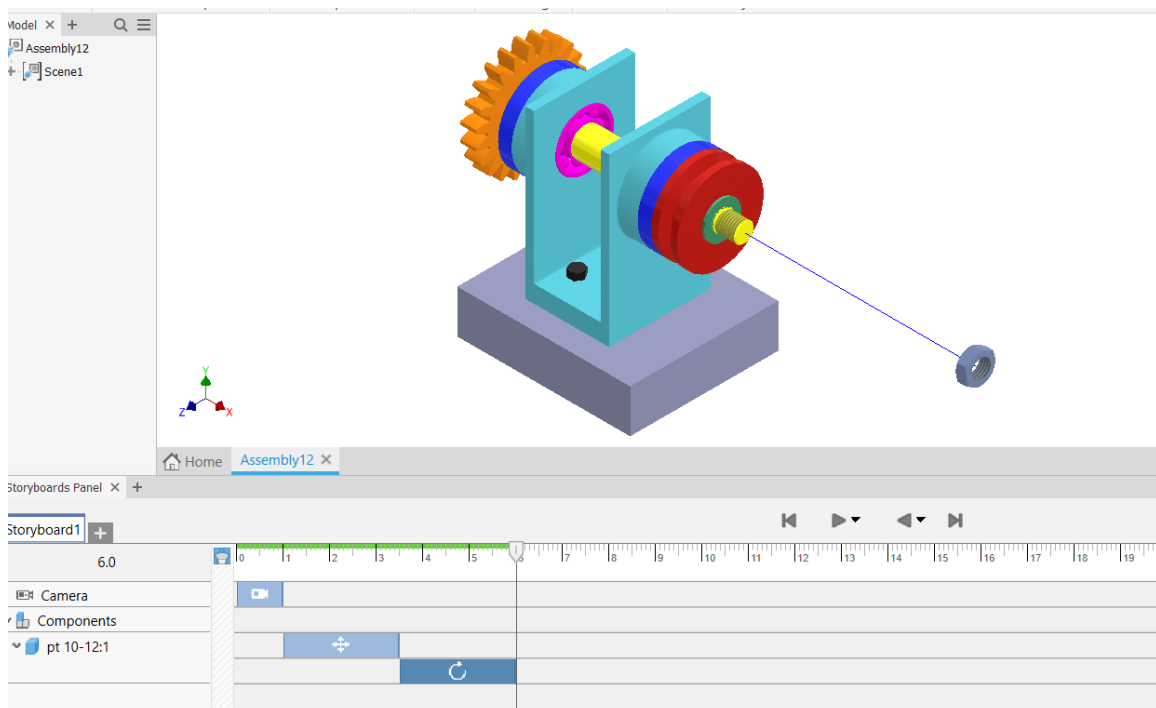 Model × +
Assembly12
Scene1
Y
Z
X
Home Assembly12 ×
Storyboards Panel × +
Storyboard1 +
6.0 0 1 2 3 4 5 6 7 8 9 10 11 12 13 14 15 16 17 18 19
Camera
Components
pt 10-12:1